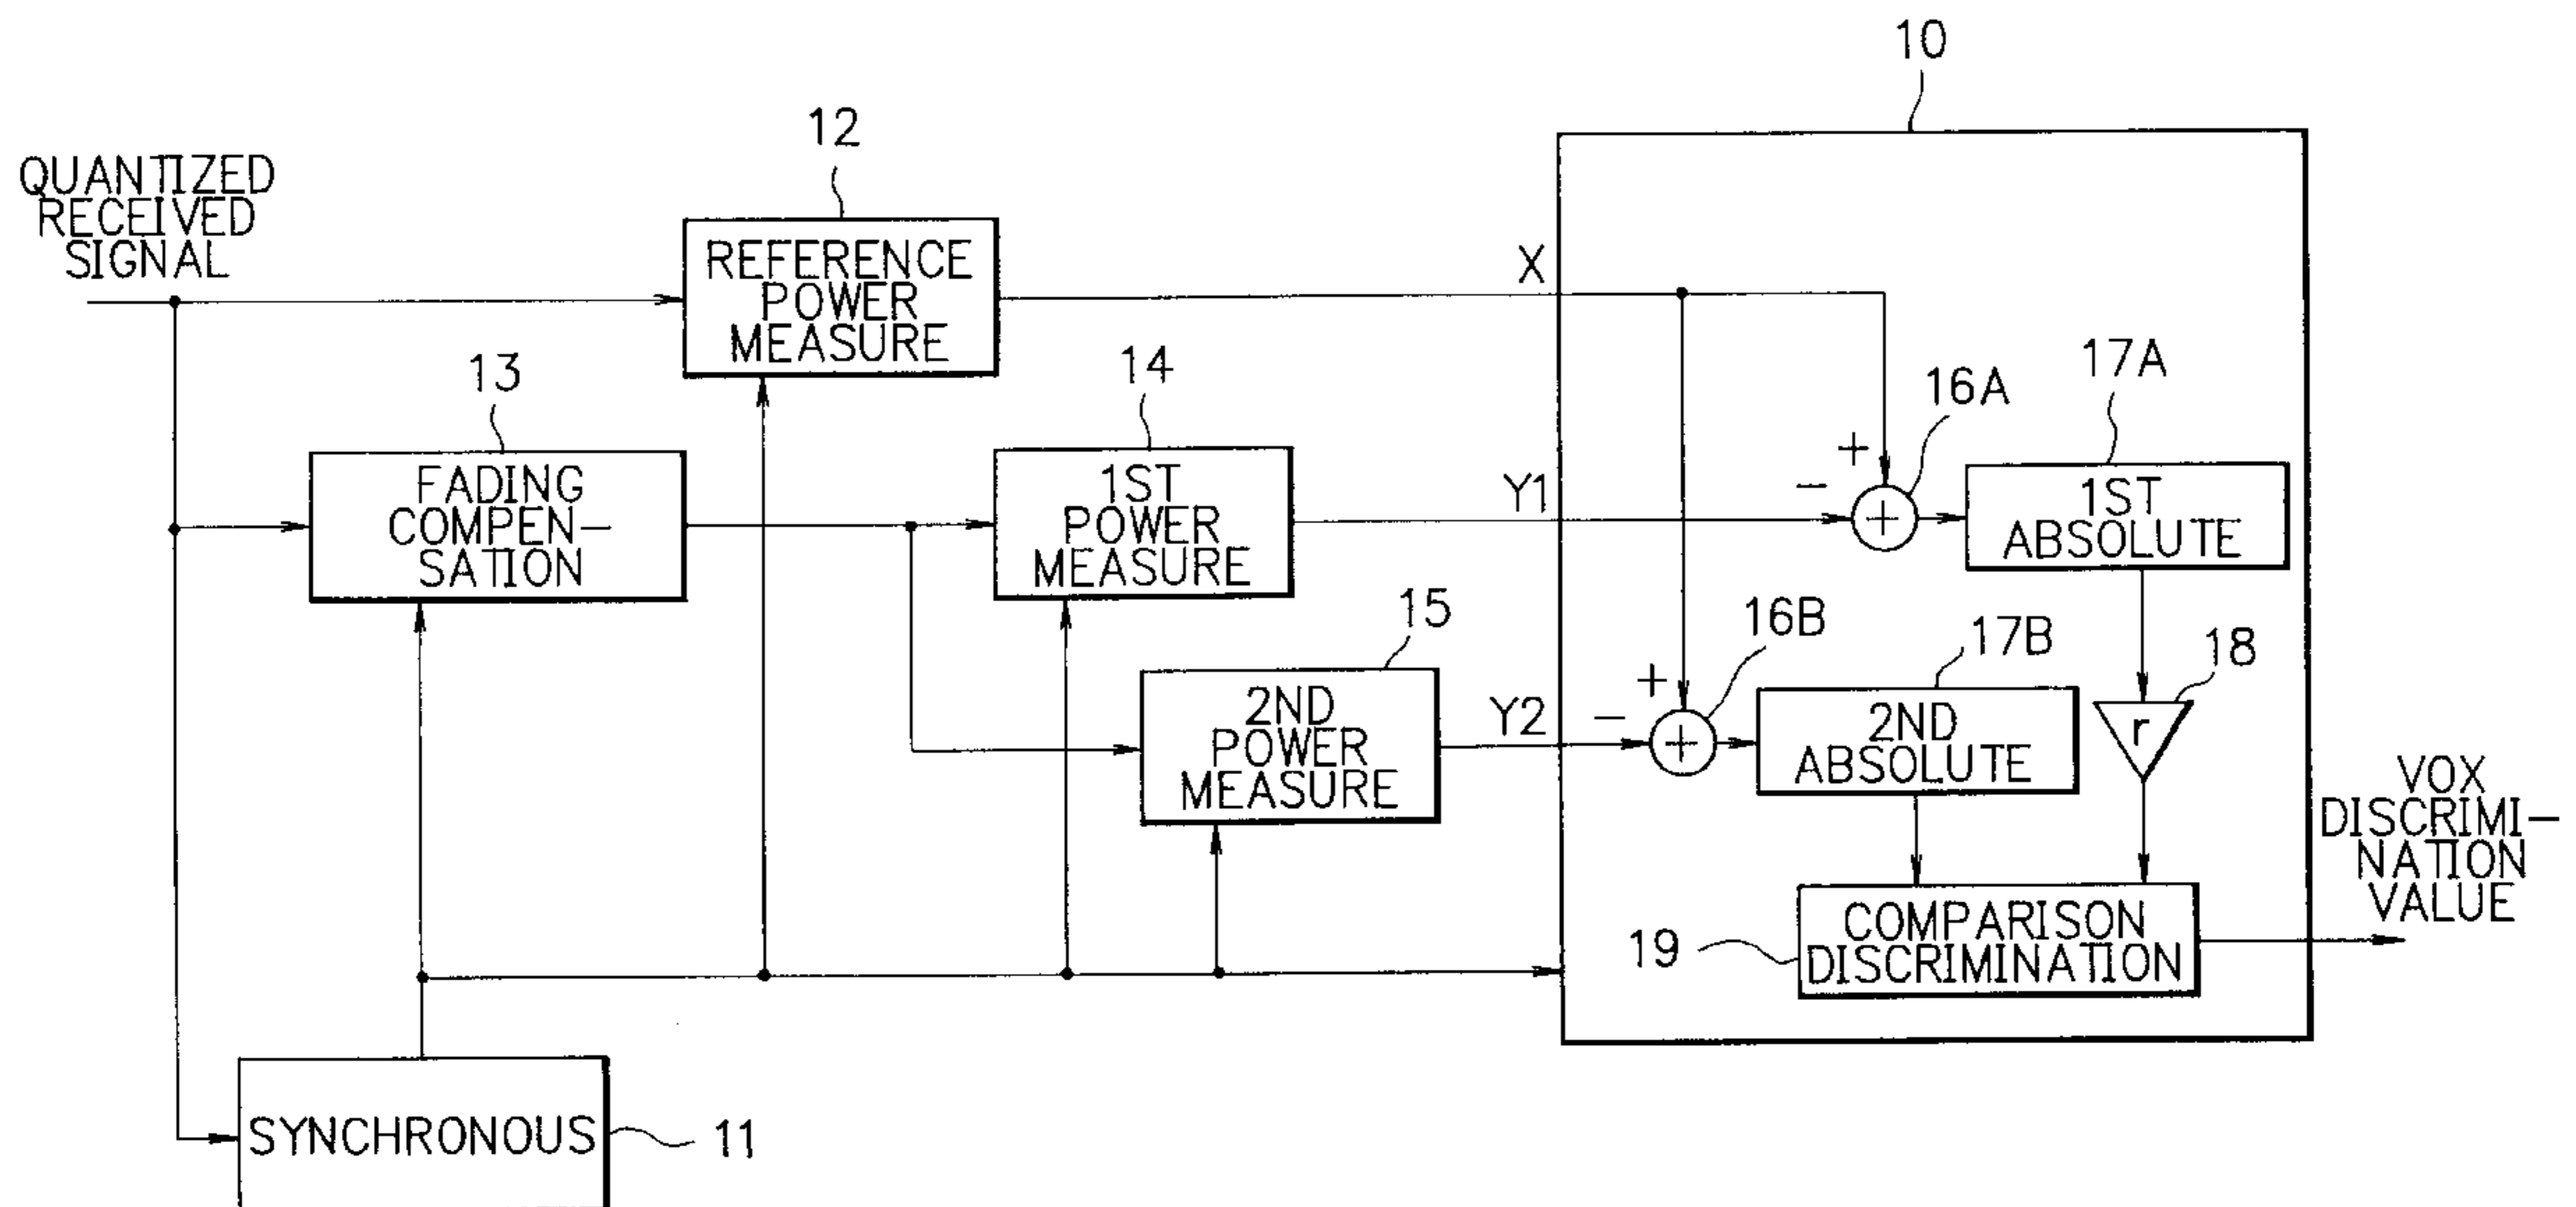 10
12
QUANTIZED
RECEIVED
SIGNAL
REFERENCE
POWER
MEASURE
X
13
14
17A
16A
+
FADING
COMPEN-
SATION
1ST
POWER
MEASURE
Y1
-
+
1ST
ABSOLUTE
15
16B
17B
18
+
2ND
POWER
MEASURE
Y2
-
+
2ND
ABSOLUTE
r
VOX
DISCRIMI-
NATION
VALUE
19
COMPARISON
DISCRIMINATION
SYNCHRONOUS
11